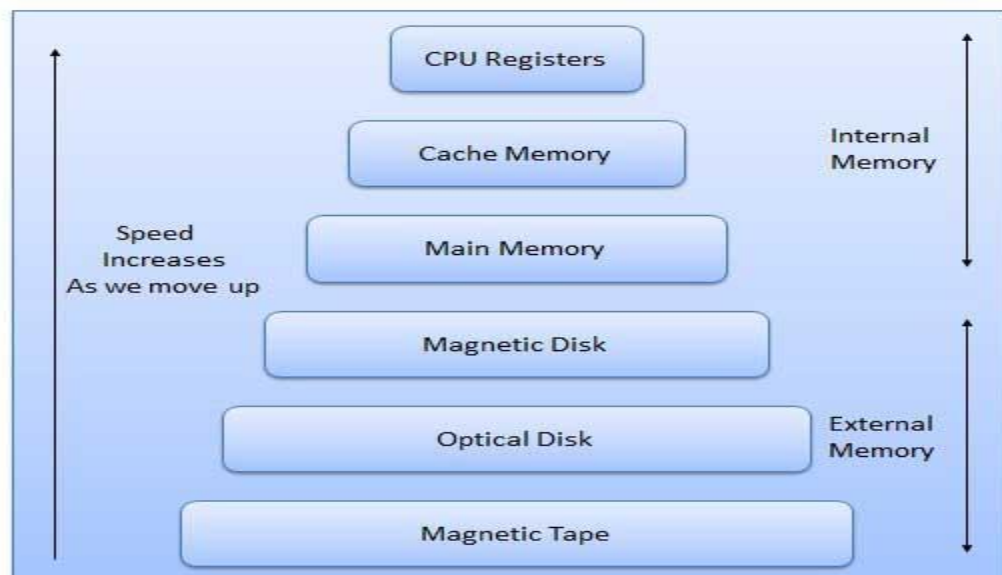 CPU Registers
Cache Memory
Internal
Memory
Speed
Increases
As we move up
Main Memory
Magnetic Disk
Optical Disk
External
Memory
Magnetic Tape